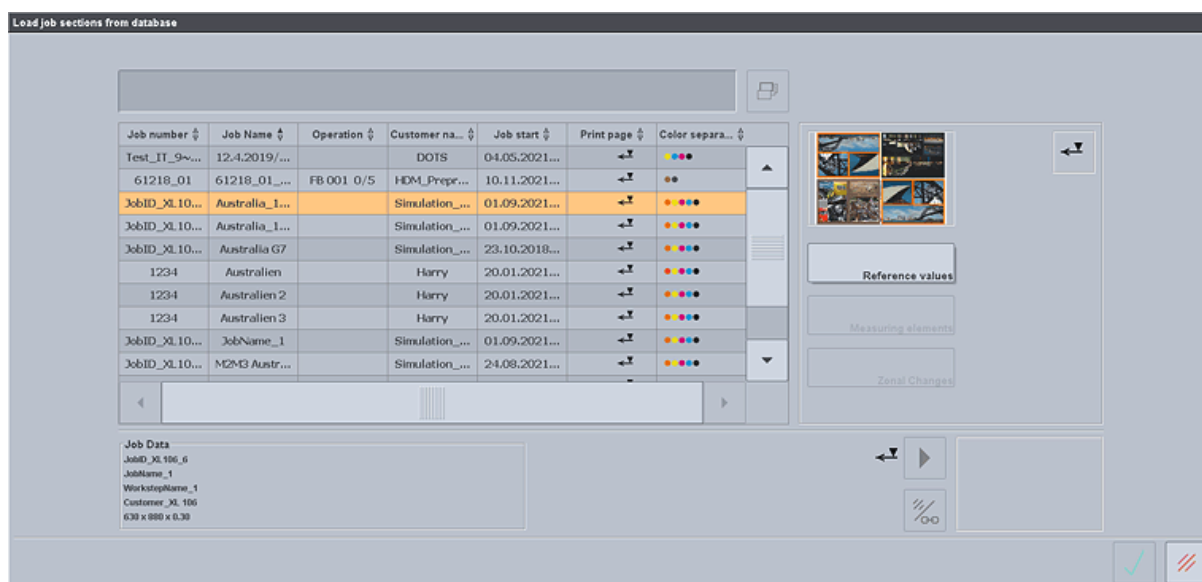 Load job sections from database
Job number Job Name Operation Customer na... Job start Print page Color separa...
Test_IT_9~... 12.4.2019/... DOTS 04.05.2021...
61218_01 61218_01_... FB 001 0/5 HDM_Prepr... 10.11.2021...
JobID_XL10... Australia_1... Simulation_... 01.09.2021...
JobID_XL10... Australia_1... Simulation_... 01.09.2021...
JobID_XL10... Australia G7 Simulation_... 23.10.2018...
1234 Australien Harry 20.01.2021...
1234 Australien 2 Harry 20.01.2021...
1234 Australien 3 Harry 20.01.2021...
JobID_XL10... JobName_1 Simulation_... 01.09.2021...
JobID_XL10... M2M3 Austr... Simulation_... 24.08.2021...
Reference values
Measuring elements
Zonal Changes
Job Data
JobID_XL106_6
JobName_1
WorkstepName_1
Customer_XL 106
630 x 880 x 0.30